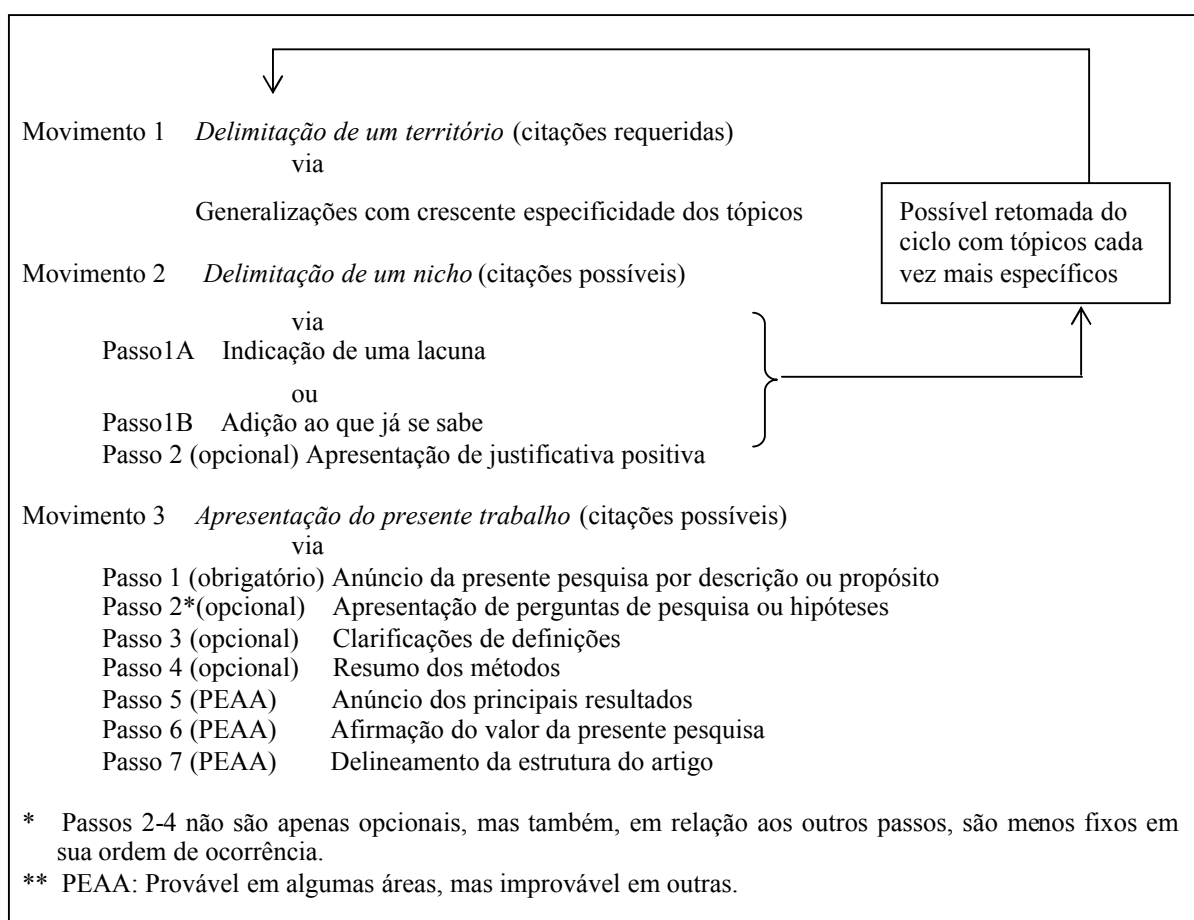 Movimento 1 Delimitação de um território (citações requeridas)
via
Generalizações com crescente especificidade dos tópicos
Possível retomada do
ciclo com tópicos cada
vez mais específicos
Movimento 2 Delimitação de um nicho (citações possíveis)
via
Passo1A Indicação de uma lacuna
ou
Passo1B Adição ao que já se sabe
Passo 2 (opcional) Apresentação de justificativa positiva
Movimento 3 Apresentação do presente trabalho (citações possíveis)
via
Passo 1 (obrigatório) Anúncio da presente pesquisa por descrição ou propósito
Passo 2*(opcional) Apresentação de perguntas de pesquisa ou hipóteses
Passo 3 (opcional) Clarificações de definições
Passo 4 (opcional) Resumo dos métodos
Passo 5 (PEAA) Anúncio dos principais resultados
Passo 6 (PEAA) Afirmação do valor da presente pesquisa
Passo 7 (PEAA) Delineamento da estrutura do artigo
* Passos 2-4 não são apenas opcionais, mas também, em relação aos outros passos, são menos fixos em
sua ordem de ocorrência.
** PEAA: Provável em algumas áreas, mas improvável em outras.